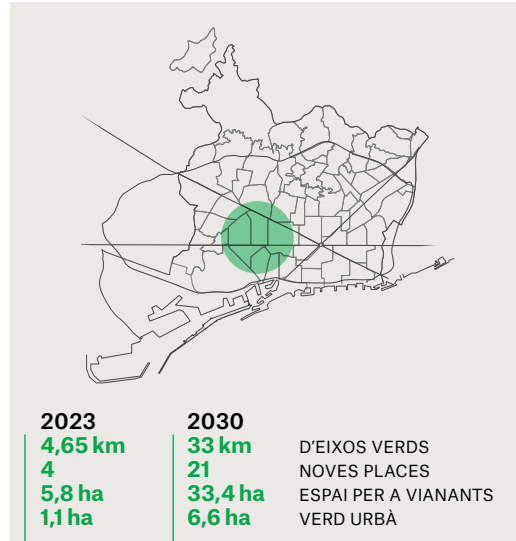 2023 2030
4,65 km 33 km D'EIXOS VERDS
4 21 NOVES PLACES
5,8 ha 33,4 ha ESPAI PER A VIANANTS
1,1 ha 6,6 ha VERD URBÀ